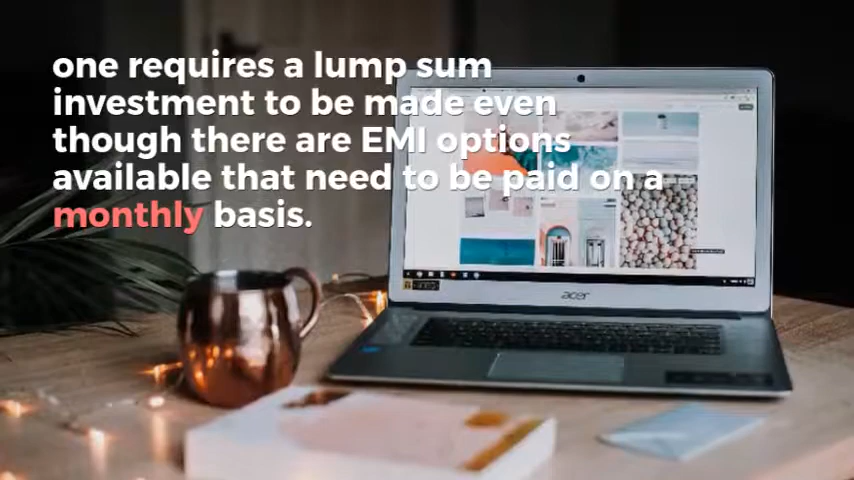 one requires a lump sum
investment to be made even
though there are EMI options
available that need to be paid on a
monthly basis.
acer